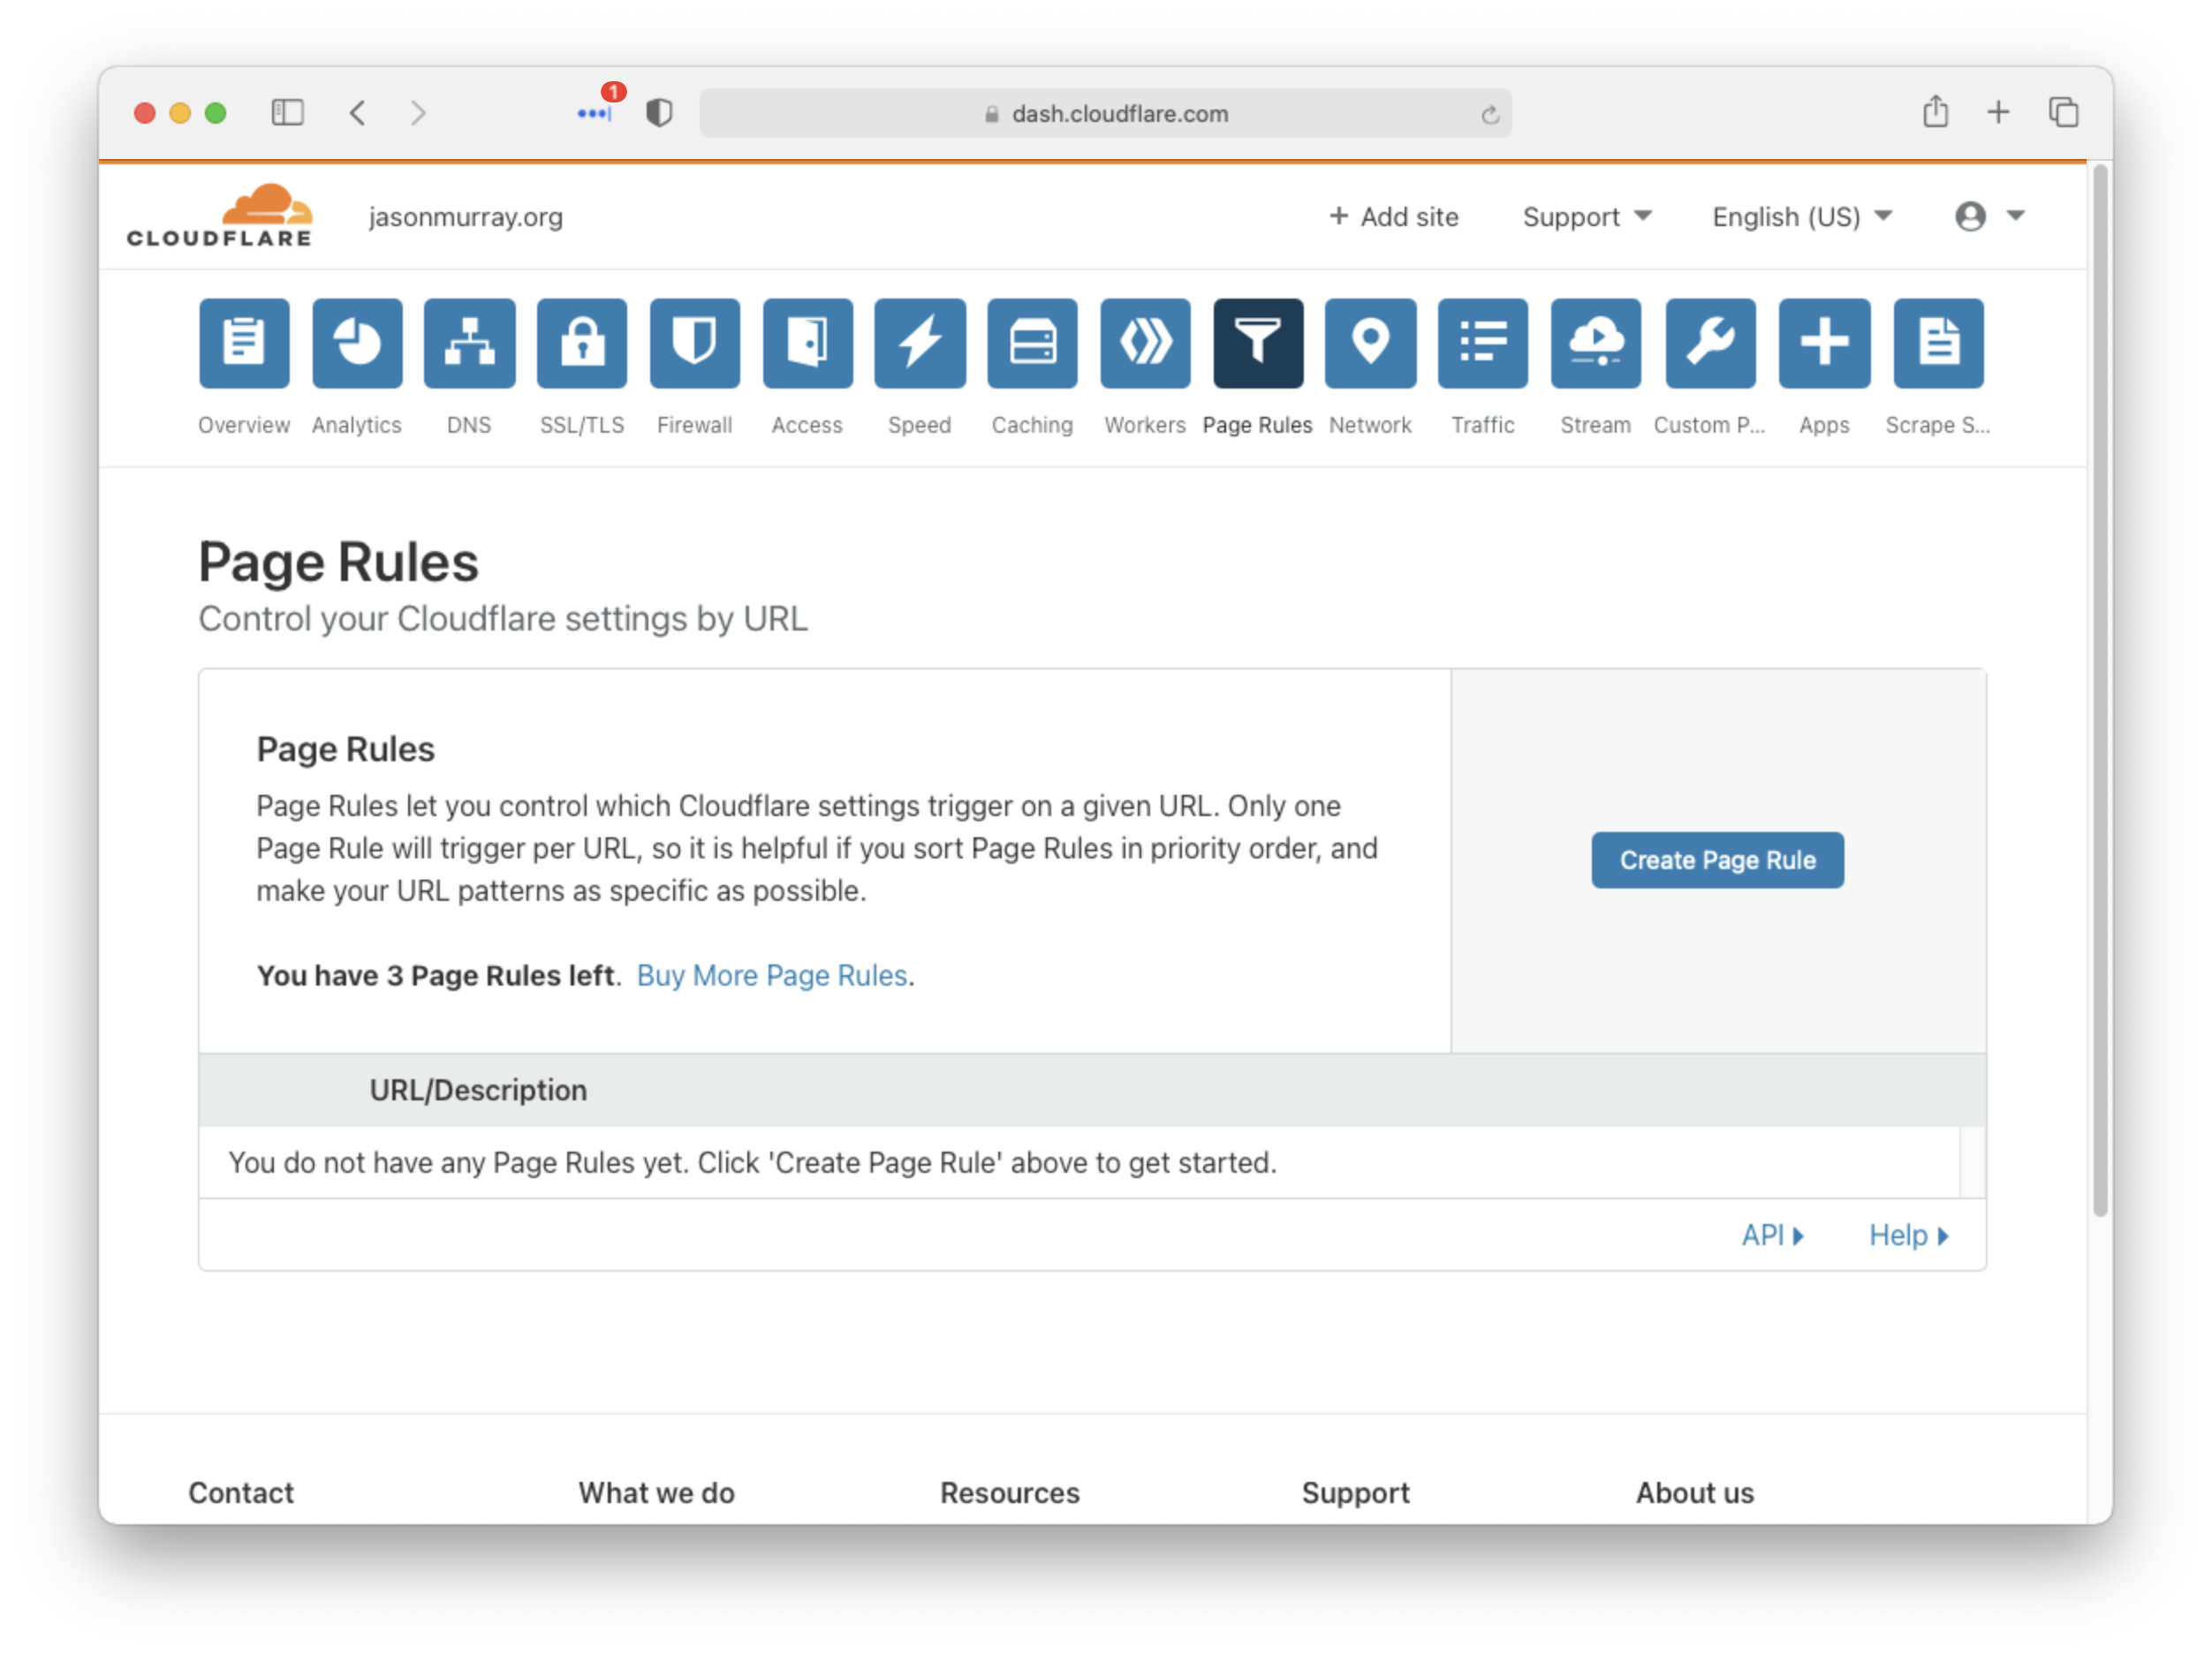 1
dash.cloudflare.com
CLOUDFLARE
jasonmurray.org
+ Add site
Support
English (US)
Overview
Analytics
DNS
SSL/TLS
Firewall
Access
Speed
Caching
Workers
Page Rules
Network
Traffic
Stream
Custom P...
Apps
Scrape S...
Page Rules
Control your Cloudflare settings by URL
Page Rules
Page Rules let you control which Cloudflare settings trigger on a given URL. Only one
Page Rule will trigger per URL, so it is helpful if you sort Page Rules in priority order, and
make your URL patterns as specific as possible.
You have 3 Page Rules left. Buy More Page Rules.
Create Page Rule
URL/Description
You do not have any Page Rules yet. Click 'Create Page Rule' above to get started.
API
Help
Contact
What we do
Resources
Support
About us